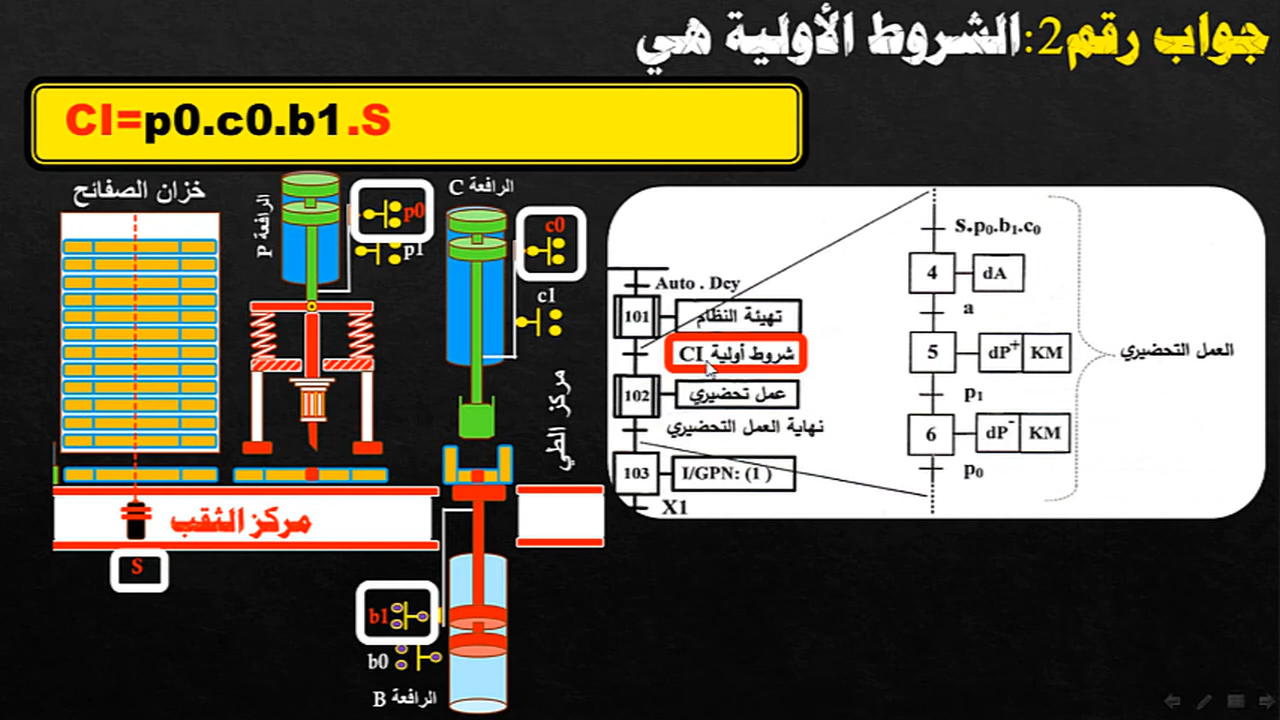 جواب رقم2:الشروط الأولية هي
CI=p0.c0.b1.S
خزان الصفائح
الرافعة P
p0
p1
الرافعة C
c0
c1
مركز الطي
مركز الثقب
S
b1
b0
الرافعة B
Auto . Dcy
101
تهيئة النظام
شروط أولية CI
102
عمل تحضيري
نهاية العمل التحضيري
103
I/GPN: (1 )
X1
S.p₀.b₁.c₀
4
dA
a
5
dP⁺
KM
p₁
6
dP⁻
KM
p₀
العمل التحضيري